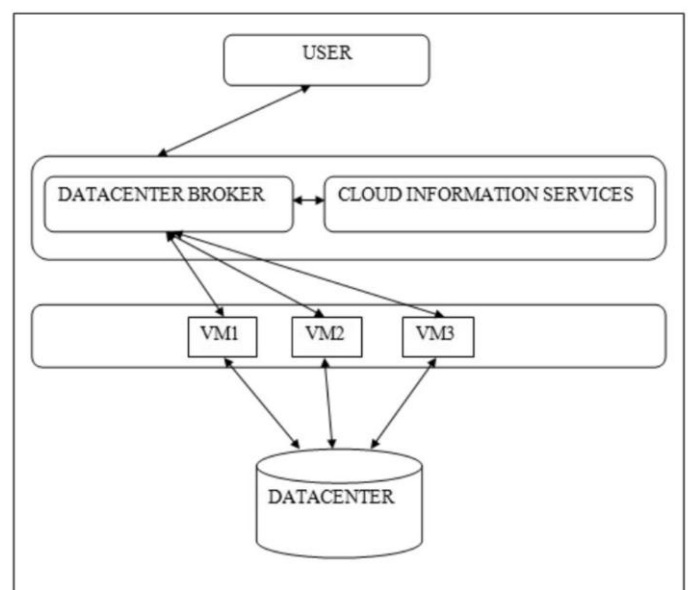 USER
DATACENTER BROKER
CLOUD INFORMATION SERVICES
VM1
VM2
VM3
DATACENTER